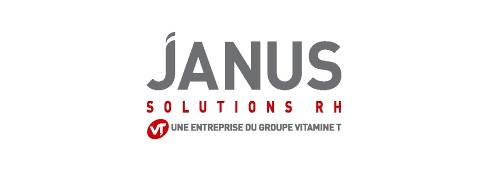 JANUS
SOLUTIONS RH
VT UNE ENTREPRISE DU GROUPE VITAMINE T